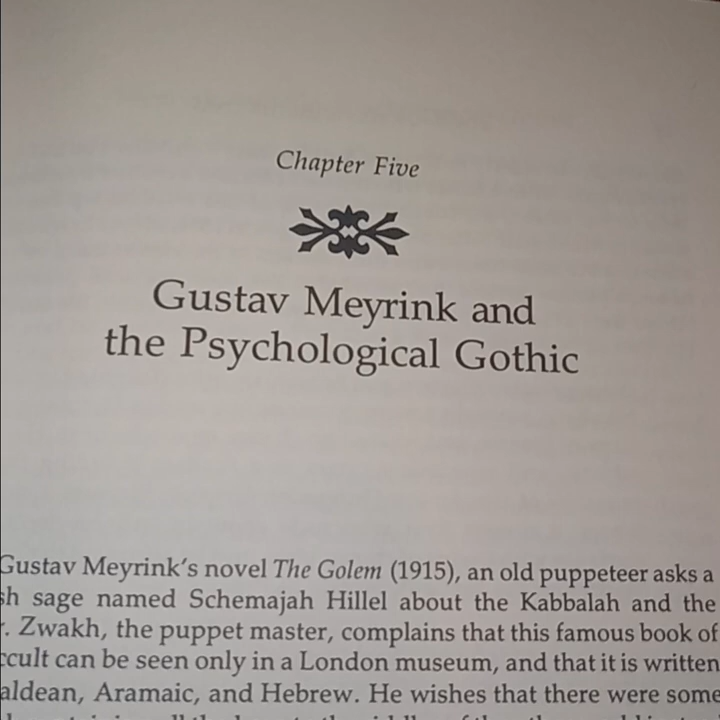 Chapter Five
Gustav Meyrink and
the Psychological Gothic
Gustav Meyrink's novel The Golem (1915), an old puppeteer asks a
sage named Schemajah Hillel about the Kabbalah and the
Zwakh, the puppet master, complains that this famous book of
can be seen only in a London museum, and that it is written
Aramaic, and Hebrew. He wishes that there were some